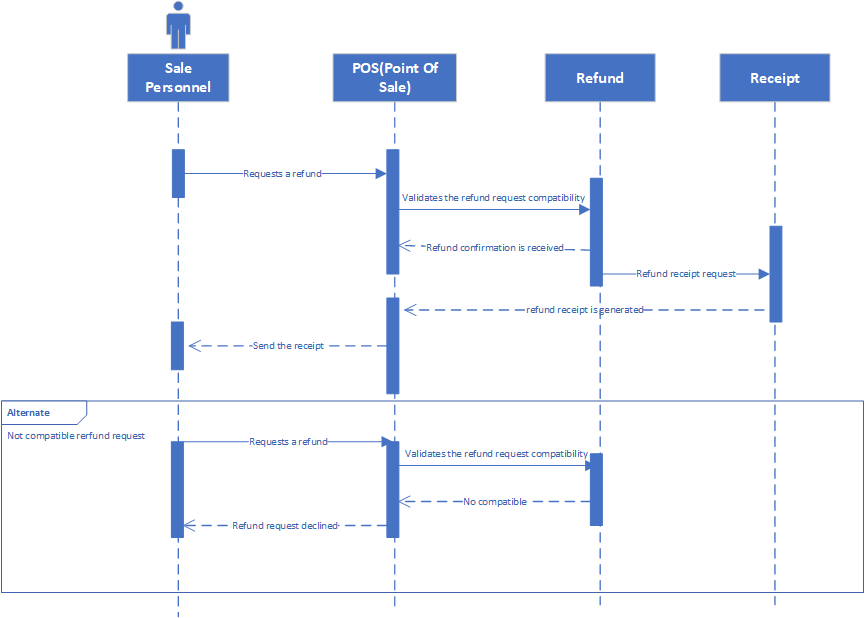 Sale
Personnel
POS(Point Of
Sale)
Refund
Receipt
Requests a refund
Validates the refund request compatibility
Refund confirmation is received
Refund receipt request
refund receipt is generated
Send the receipt
Alternate
Not compatible rerfund request
Requests a refund
Validates the refund request compatibility
No compatible
Refund request declined